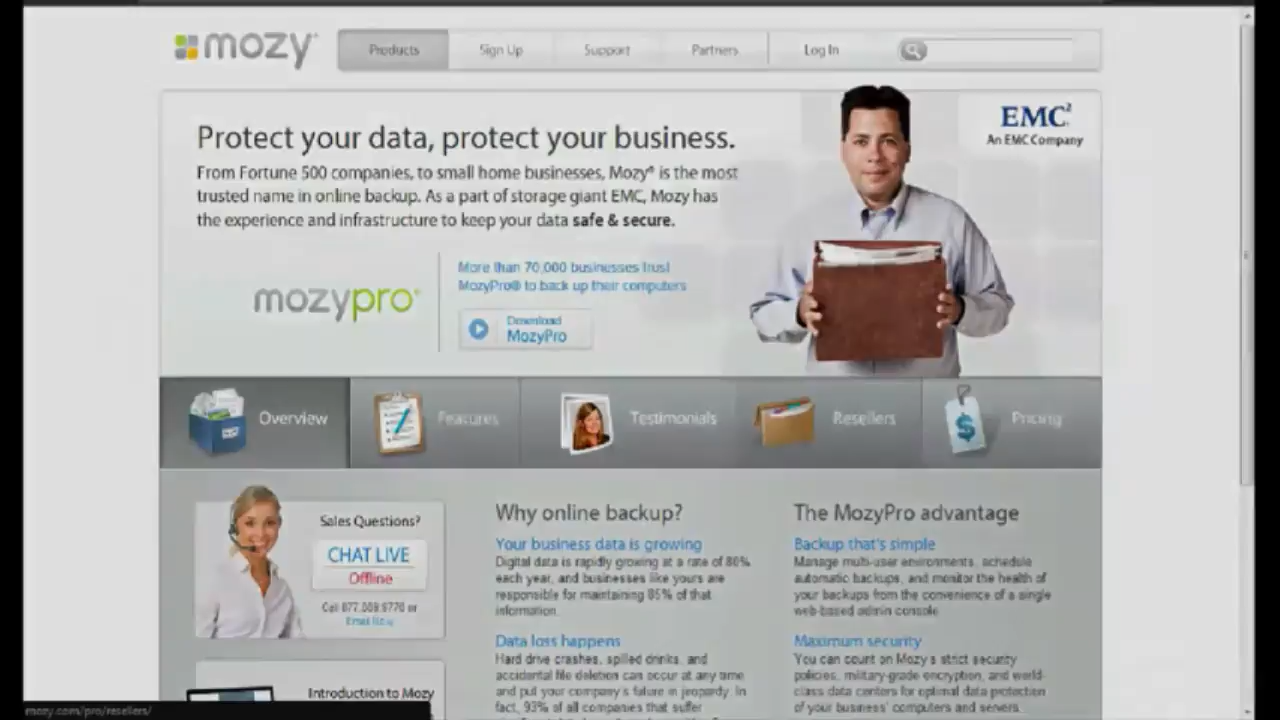 mozy
Products
Sign Up
Support
Partners
Log In
Protect your data, protect your business.
EMC²
An EMC Company
From Fortune 500 companies, to small home businesses, Mozy® is the most
trusted name in online backup. As a part of storage giant EMC, Mozy has
the experience and infrastructure to keep your data safe & secure.
mozypro®
More than 70,000 businesses trust
MozyPro® to back up their computers
Download
MozyPro
Overview
Features
Testimonials
Resellers
Pricing
Sales Questions?
CHAT LIVE
Offline
Call 877.669.9776 or
Email Us
Introduction to Mozy
Why online backup?
Your business data is growing
Digital data is rapidly growing at a rate of 80%
each year, and businesses like yours are
responsible for maintaining 85% of that
information.
Data loss happens
Hard drive crashes, spilled drinks, and
accidental file deletion can occur at any time
and put your company's future in jeopardy. In
fact, 93% of all companies that suffer
The MozyPro advantage
Backup that's simple
Manage multi-user environments, schedule
automatic backups, and monitor the health of
your backups from the convenience of a single
web-based admin console
Maximum security
You can count on Mozy's strict security
policies, military-grade encryption, and world-
class data centers for optimal data protection
of your business' computers and servers.
mozy.com/pro/resellers/